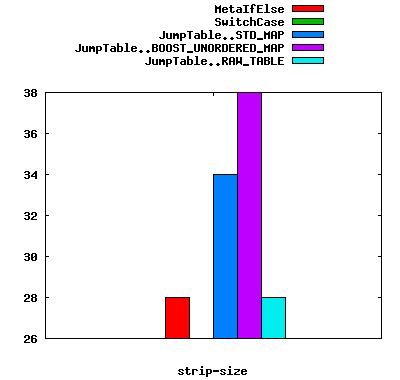 MetaIfElse
SwitchCase
JumpTable..STD_MAP
JumpTable..BOOST_UNORDERED_MAP
JumpTable..RAW_TABLE
38
36
34
32
30
28
26
strip-size